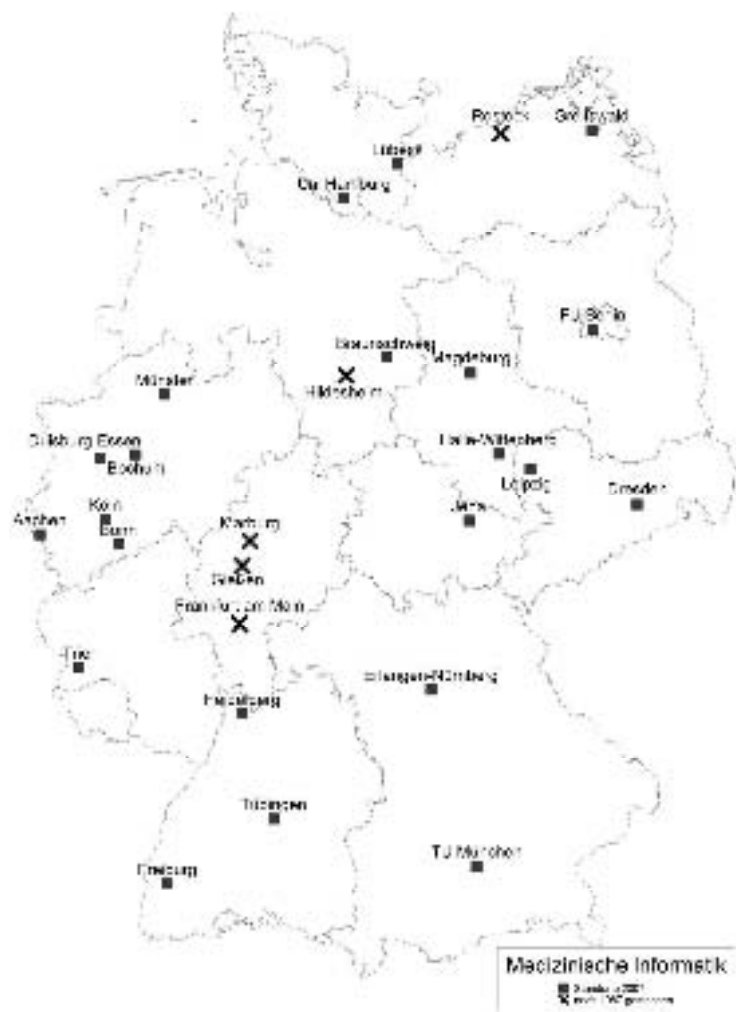 Rostock
Greifswald
Lübeck
Hamburg
FU Berlin
Braunschweig
Magdeburg
Hildesheim
Münster
Duisburg Essen
Bochum
Halle-Wittenberg
Leipzig
Dresden
Köln
Aachen
Bonn
Marburg
Jena
Gießen
Frankfurt am Main
Trier
Erlangen-Nürnberg
Heidelberg
Tübingen
TU München
Freiburg
Medizinische Informatik